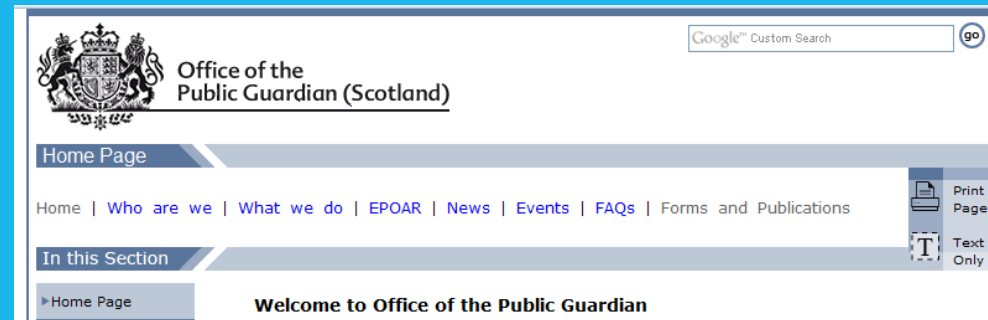 Google™ Custom Search
go
Office of the
Public Guardian (Scotland)
Home Page
Home | Who are we | What we do | EPOAR | News | Events | FAQs | Forms and Publications
Print
Page
Text
Only
In this Section
Home Page
Welcome to Office of the Public Guardian